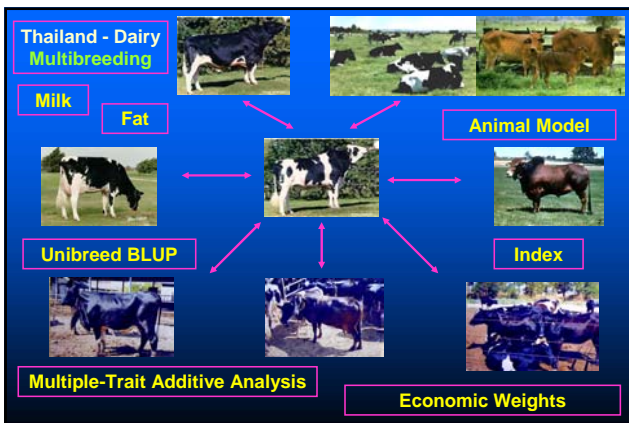 Thailand - Dairy
Multibreeding
Milk
Fat
Animal Model
Unibreed BLUP
Index
Multiple-Trait Additive Analysis
Economic Weights